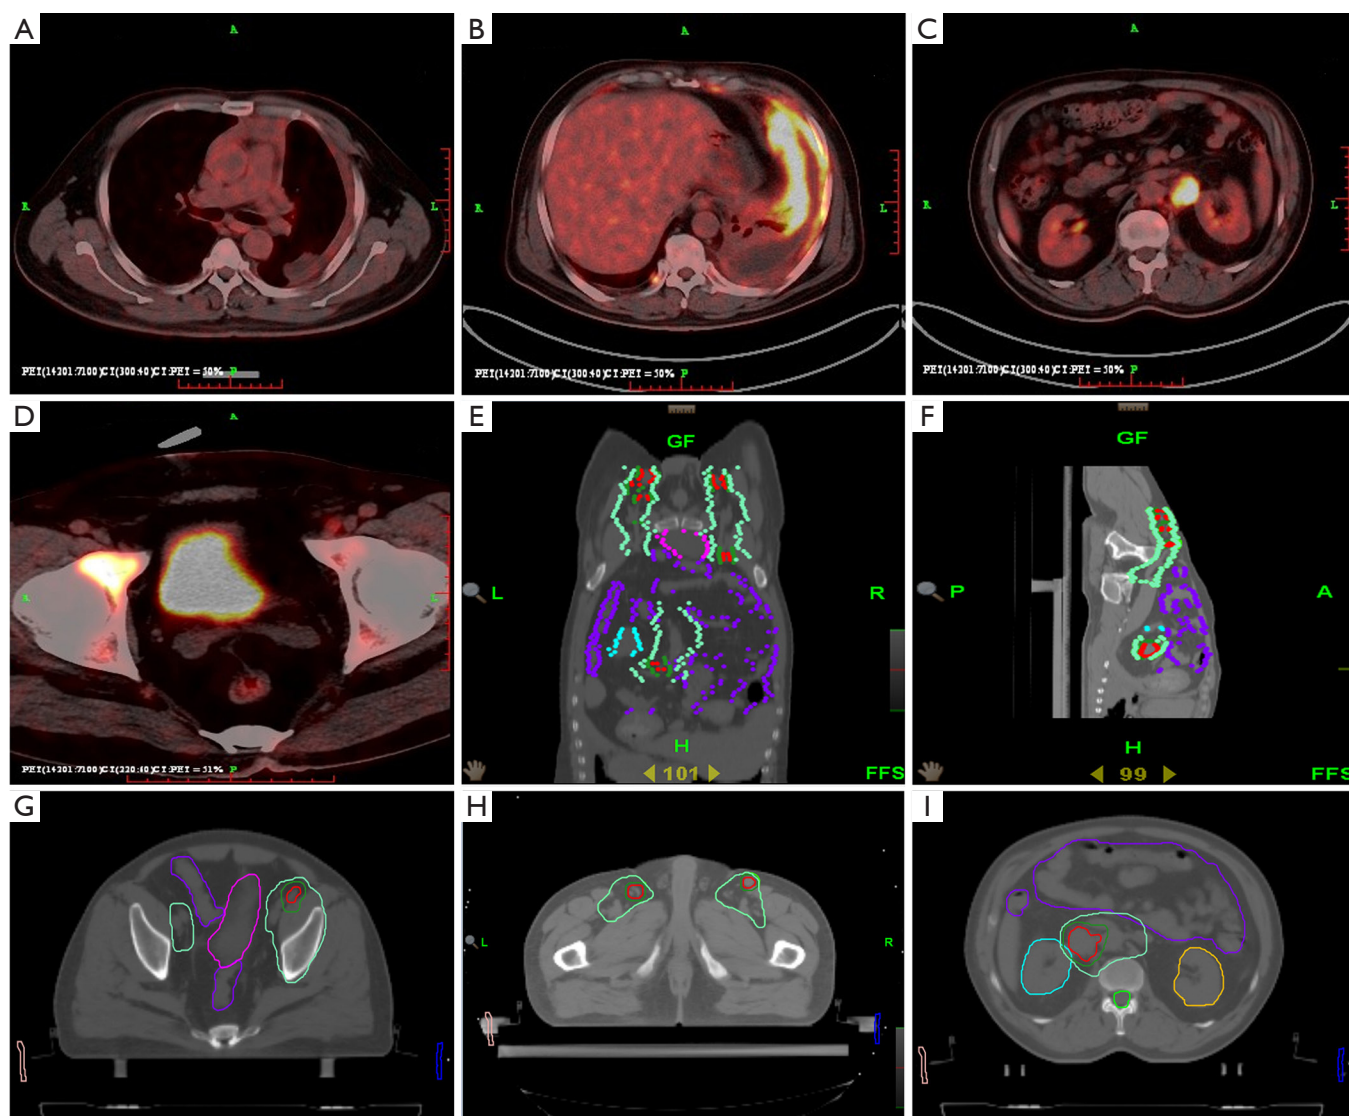 A
A
R
L
PET(14201:7100)CT(300:40)CT:PET = 50% P
B
A
R
L
PET(14201:7100)CT(300:40)CT:PET = 50% P
C
A
R
L
PET(14201:7100)CT(300:40)CT:PET = 50% P
D
A
R
L
PET(14201:7100)CT(220:40)CT:PET = 51% P
E
GF
L
R
H
101
FFS
F
GF
P
A
H
99
FFS
G
H
L
R
I